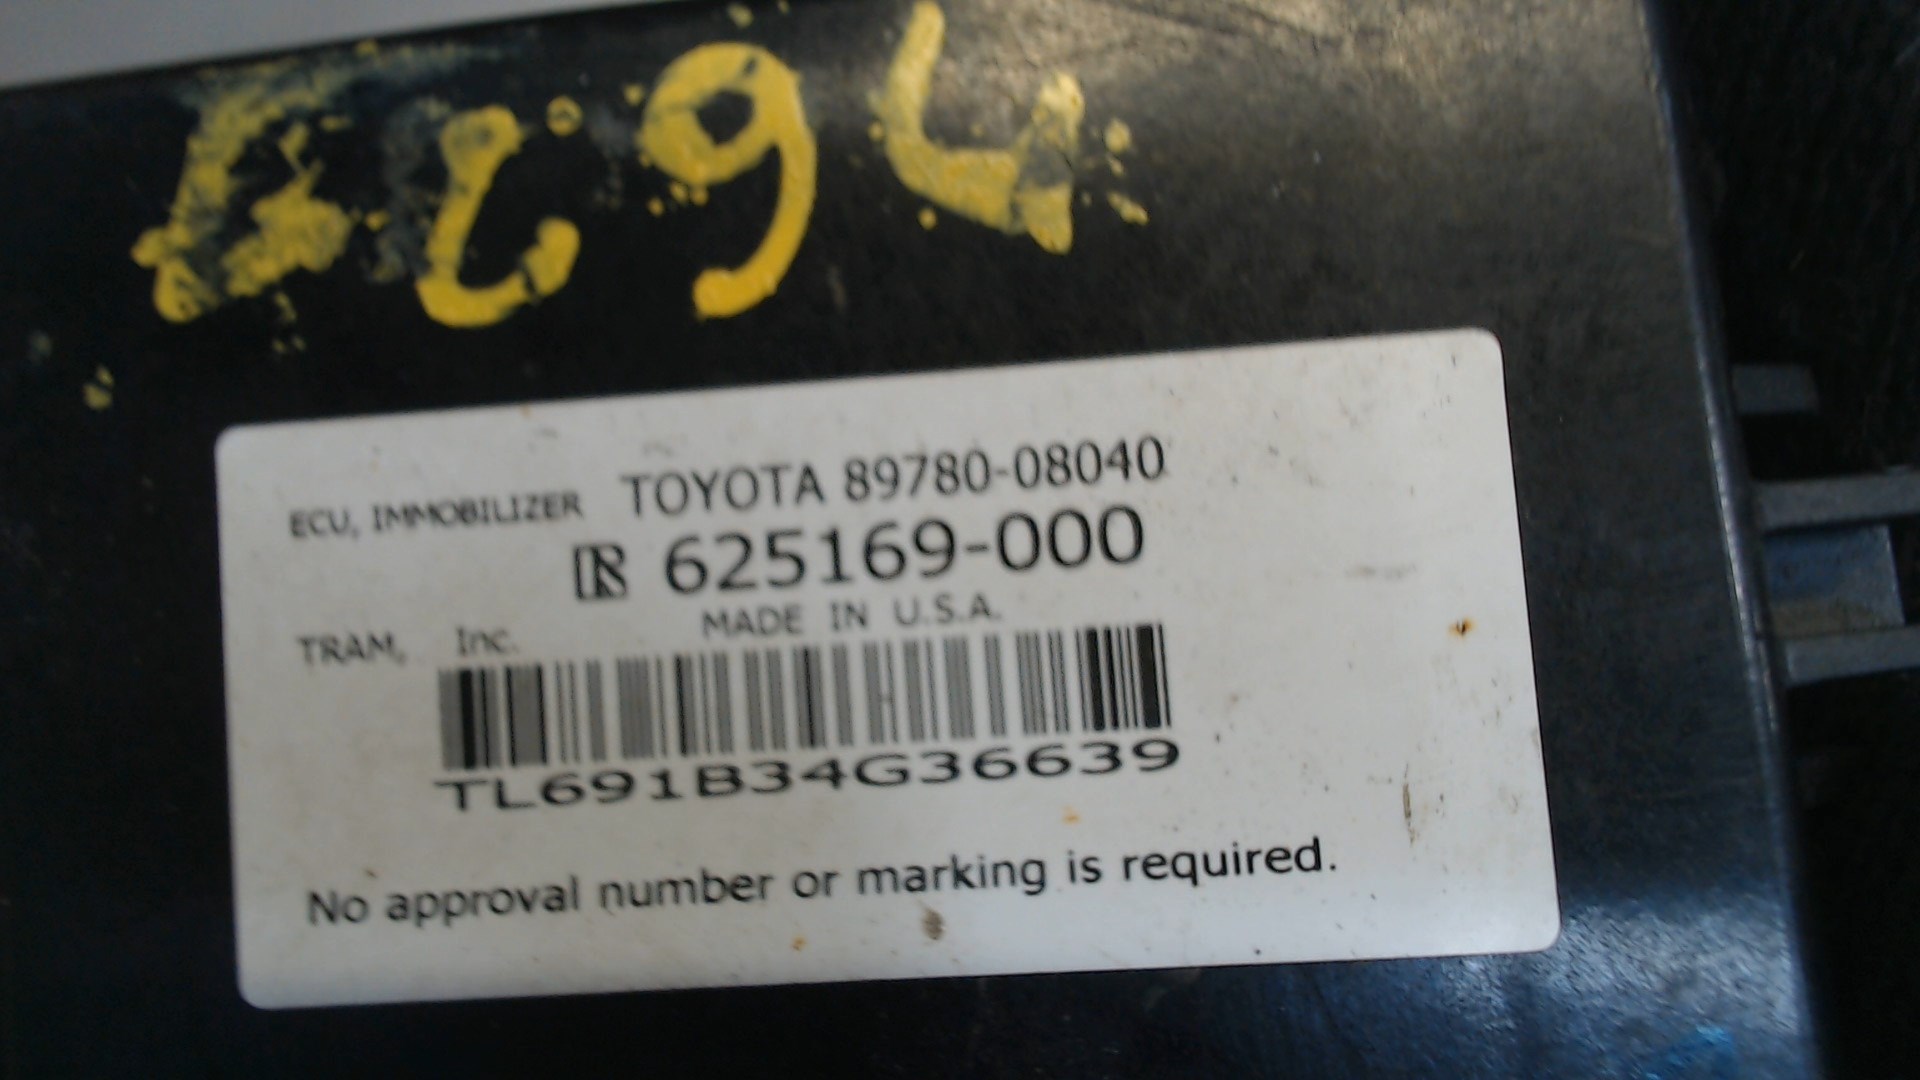 ECU, IMMOBILIZER TOYOTA 89780-08040
R 625169-000
MADE IN U.S.A.
TRAM, Inc.
TL691B34G36639
No approval number or marking is required.